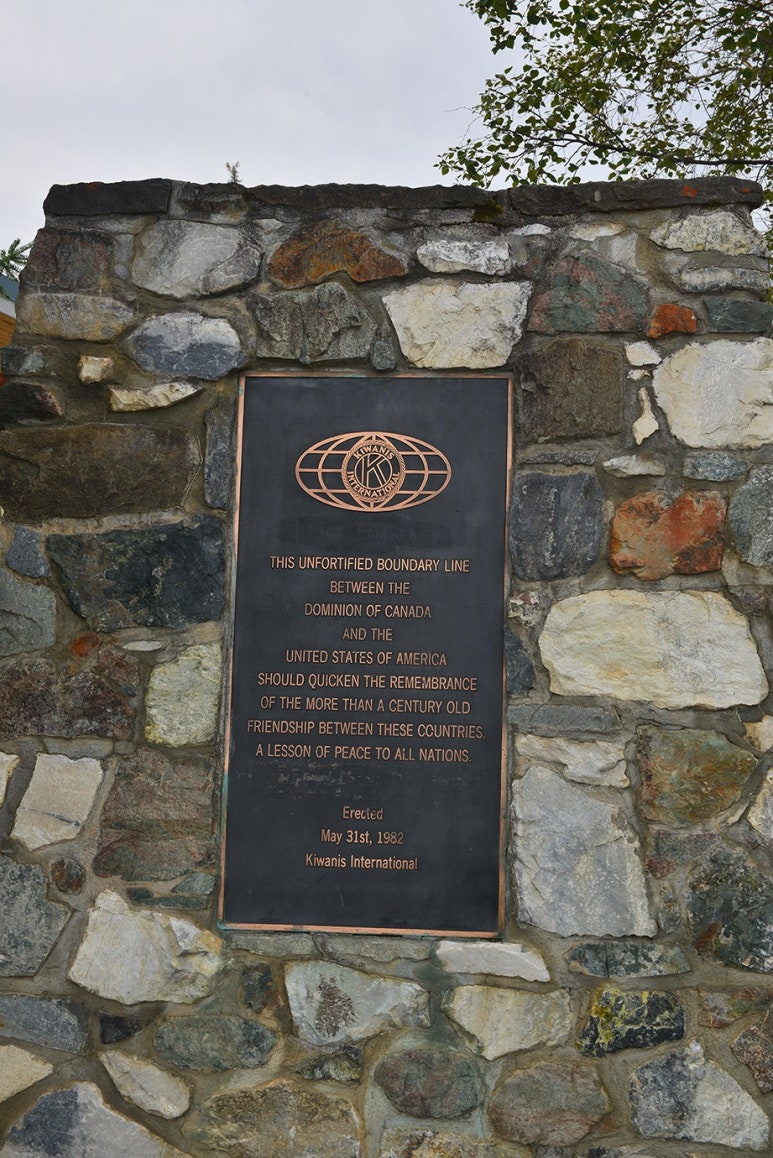 KIWANIS
K
INTERNATIONAL
THIS UNFORTIFIED BOUNDARY LINE
BETWEEN THE
DOMINION OF CANADA
AND THE
UNITED STATES OF AMERICA
SHOULD QUICKEN THE REMEMBRANCE
OF THE MORE THAN A CENTURY OLD
FRIENDSHIP BETWEEN THESE COUNTRIES,
A LESSON OF PEACE TO ALL NATIONS.
Erected
May 31st, 1982
Kiwanis International